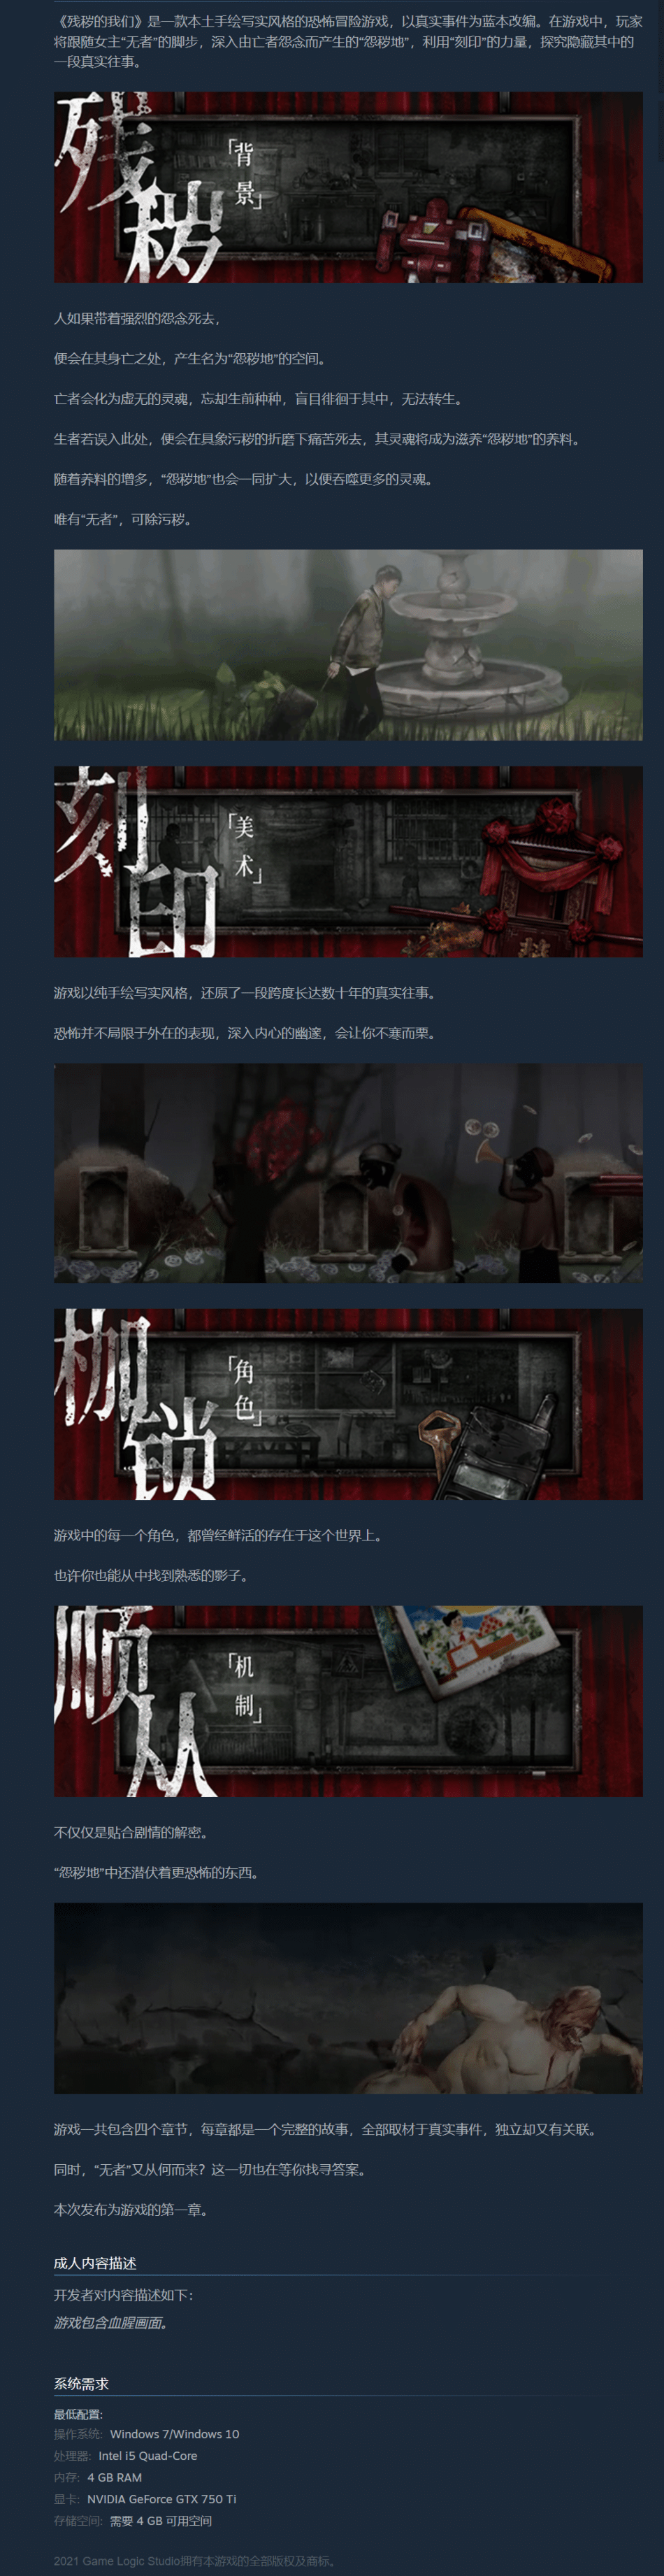 《残秽的我们》是一款本土手绘写实风格的恐怖冒险游戏，以真实事件为蓝本改编。在游戏中，玩家
将跟随女主“无者”的脚步，深入由亡者怨念而产生的“怨秽地”，利用“刻印”的力量，探究隐藏其中的
一段真实往事。
残秽
「背景」
人如果带着强烈的怨念死去，
便会在其身亡之处，产生名为“怨秽地”的空间。
亡者会化为虚无的灵魂，忘却生前种种，盲目徘徊于其中，无法转生。
生者若误入此处，便会在具象污秽的折磨下痛苦死去，其灵魂将成为滋养“怨秽地”的养料。
随着养料的增多，“怨秽地”也会一同扩大，以便吞噬更多的灵魂。
唯有“无者”，可除污秽。
刻印
「美术」
游戏以纯手绘写实风格，还原了一段跨度长达数十年的真实往事。
恐怖并不局限于外在的表现，深入内心的幽邃，会让你不寒而栗。
枷锁
「角色」
游戏中的每一个角色，都曾经鲜活的存在于这个世界上。
也许你也能从中找到熟悉的影子。
顺从
「机制」
不仅仅是贴合剧情的解密。
“怨秽地”中还潜伏着更恐怖的东西。
游戏一共包含四个章节，每章都是一个完整的故事，全部取材于真实事件，独立却又有关联。
同时，“无者”又从何而来？这一切也在等你找寻答案。
本次发布为游戏的第一章。
成人内容描述
开发者对内容描述如下：
游戏包含血腥画面。
系统需求
最低配置:
操作系统: Windows 7/Windows 10
处理器: Intel i5 Quad-Core
内存: 4 GB RAM
显卡: NVIDIA GeForce GTX 750 Ti
存储空间: 需要 4 GB 可用空间
2021 Game Logic Studio拥有本游戏的全部版权及商标。